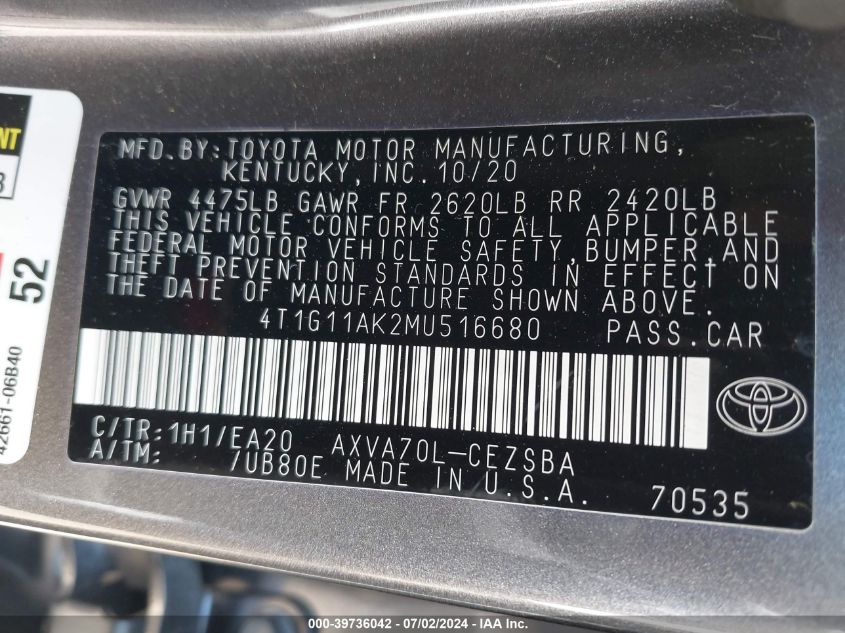 NT
3
52
42661-06B40
MFD.BY:TOYOTA MOTOR MANUFACTURING,
KENTUCKY,INC. 10/20
GVWR 4475LB GAWR FR 2620LB RR 2420LB
THIS VEHICLE CONFORMS TO ALL APPLICABLE
FEDERAL MOTOR VEHICLE SAFETY,BUMPER,AND
THEFT PREVENTION STANDARDS IN EFFECT ON
THE DATE OF MANUFACTURE SHOWN ABOVE.
4T1G11AK2MU516680 PASS.CAR
C/TR:1H1/EA20 AXVA70L-CEZSBA
A/TM: 7UB80E MADE IN U.S.A. 70535
000-39736042 - 07/02/2024 - IAA Inc.